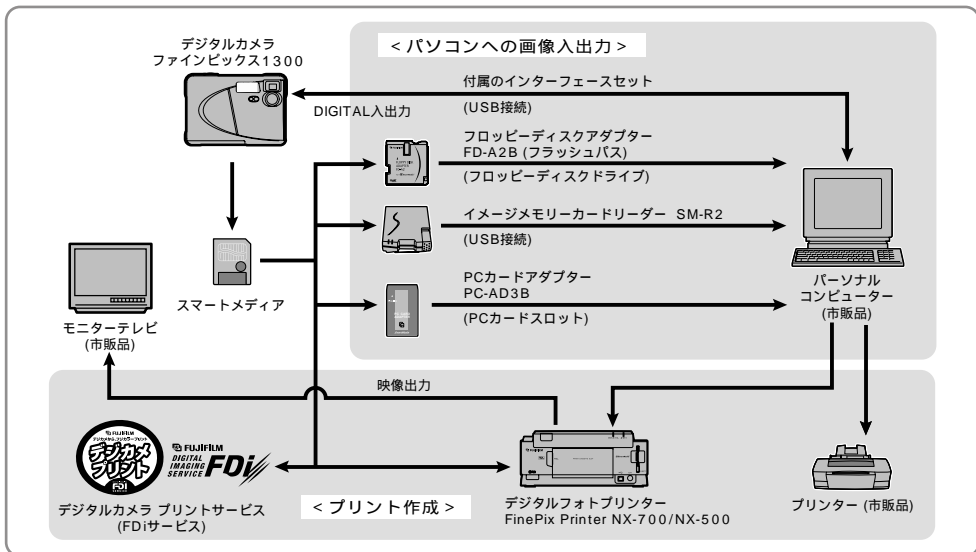 デジタルカメラ
ファインピックス1300
<パソコンへの画像入出力>
付属のインターフェースセット
DIGITAL入出力
(USB接続)
フロッピーディスクアダプター
FD-A2B (フラッシュパス)
(フロッピーディスクドライブ)
イメージメモリーカードリーダー SM-R2
(USB接続)
PCカードアダプター
PC-AD3B
(PCカードスロット)
パーソナル
コンピューター
(市販品)
スマートメディア
モニターテレビ
(市販品)
映像出力
FUJIFILM
デジカメ
プリント
FDi
FUJIFILM
DIGITAL
IMAGING
SERVICE
FDi
デジタルカメラ プリントサービス
(FDiサービス)
<プリント作成>
デジタルフォトプリンター
FinePix Printer NX-700/NX-500
プリンター (市販品)